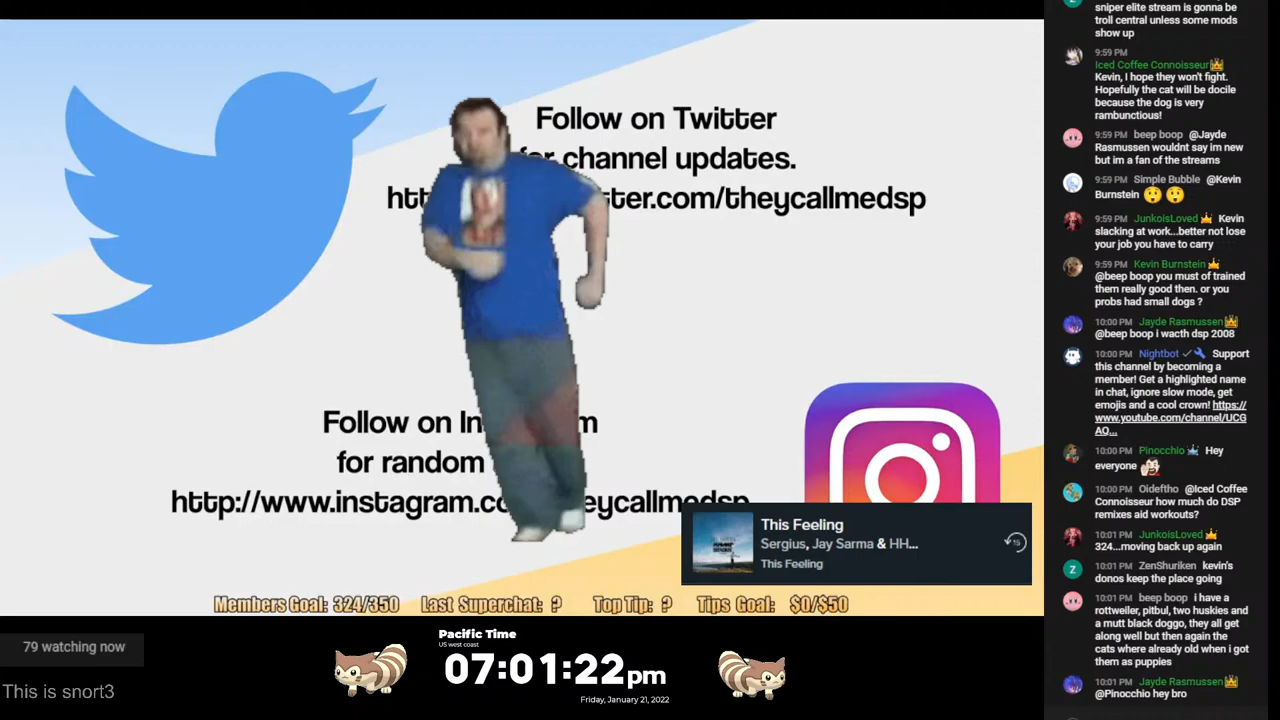 Follow on Twitter
for channel updates.
htt ter.com/theycallmedsp
Follow on In m
for random
http://www.instagram.co eycallmedsp
This Feeling
Sergius, Jay Sarma & HH...
This Feeling
15
Members Goal: 324/350 Last Superchat: ? Top Tip: ? Tips Goal: $0/$50
79 watching now
This is snort3
Pacific Time
US west coast
07:01:22pm
Friday, January 21, 2022
sniper elite stream is gonna be
troll central unless some mods
show up
9:59 PM
Iced Coffee Connoisseur
Kevin, I hope they won't fight.
Hopefully the cat will be docile
because the dog is very
rambunctious!
9:59 PM beep boop @Jayde
Rasmussen wouldnt say im new
but im a fan of the streams
9:59 PM Simple Bubble @Kevin
Burnstein 😲 😲
9:59 PM JunkoisLoved Kevin
slacking at work...better not lose
your job you have to carry
9:59 PM Kevin Burnstein
@beep boop you must of trained
them really good then. or you
probs had small dogs ?
10:00 PM Jayde Rasmussen
@beep boop i wacth dsp 2008
10:00 PM Nightbot Support
this channel by becoming a
member! Get a highlighted name
in chat, ignore slow mode, get
emojis and a cool crown! https://
www.youtube.com/channel/UCG
AQ...
10:00 PM Pinocchio Hey
everyone
10:00 PM Oideftho @Iced Coffee
Connoisseur how much do DSP
remixes aid workouts?
10:01 PM JunkoisLoved
324...moving back up again
Z
10:01 PM ZenShuriken kevin's
donos keep the place going
10:01 PM beep boop i have a
rottweiler, pitbul, two huskies and
a mutt black doggo, they all get
along well but then again the
cats where already old when i got
them as puppies
10:01 PM Jayde Rasmussen
@Pinocchio hey bro